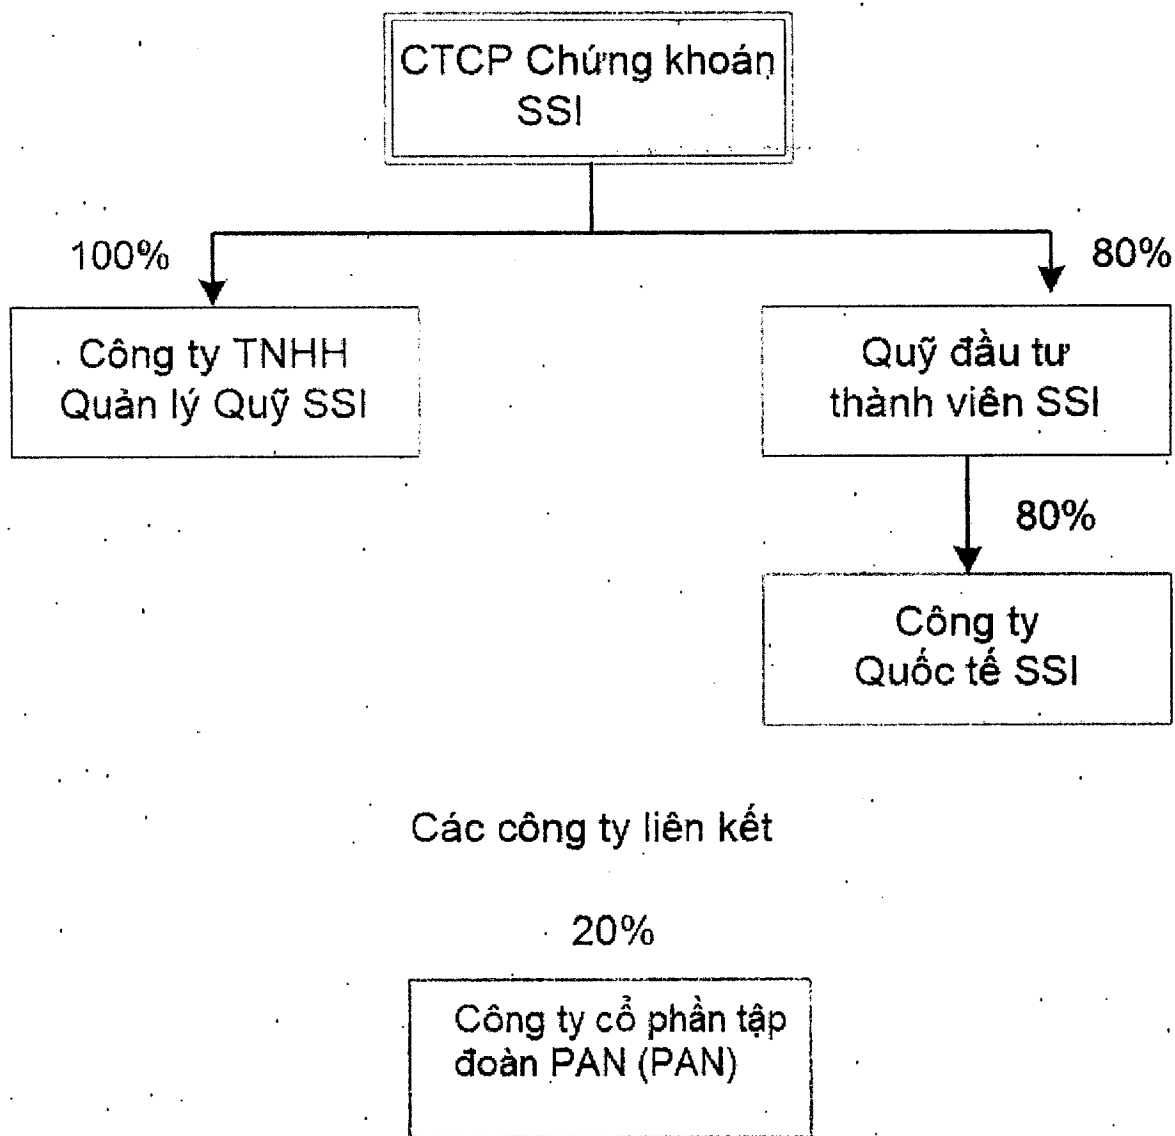 CTCP Chứng khoán
SSI
100%
80%
Công ty TNHH
Quản lý Quỹ SSI
Quỹ đầu tư
thành viên SSI
80%
Công ty
Quốc tế SSI
Các công ty liên kết
20%
Công ty cổ phần tập
đoàn PAN (PAN)